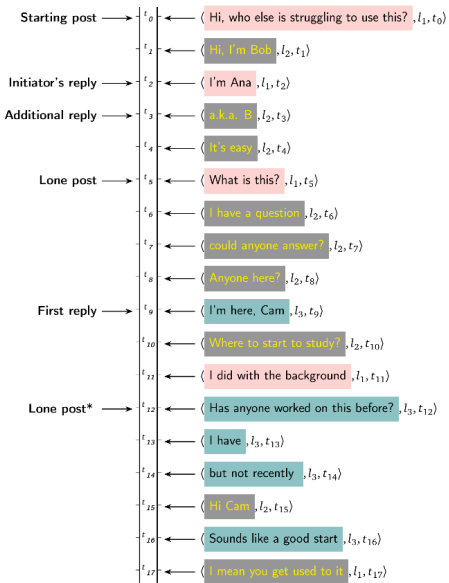 Starting post t0 ⟨ Hi, who else is struggling to use this? , l1, t0⟩
t1 ⟨ Hi, I'm Bob , l2, t1⟩
Initiator's reply t2 ⟨ I'm Ana , l1, t2⟩
Additional reply t3 ⟨ a.k.a. B , l2, t3⟩
t4 ⟨ It's easy , l2, t4⟩
Lone post t5 ⟨ What is this? , l1, t5⟩
t6 ⟨ I have a question , l2, t6⟩
t7 ⟨ could anyone answer? , l2, t7⟩
t8 ⟨ Anyone here? , l2, t8⟩
First reply t9 ⟨ I'm here, Cam , l3, t9⟩
t10 ⟨ Where to start to study? , l2, t10⟩
t11 ⟨ I did with the background , l1, t11⟩
Lone post* t12 ⟨ Has anyone worked on this before? , l3, t12⟩
t13 ⟨ I have , l3, t13⟩
t14 ⟨ but not recently , l3, t14⟩
t15 ⟨ Hi Cam , l2, t15⟩
t16 ⟨ Sounds like a good start , l3, t16⟩
t17 ⟨ I mean you get used to it , l1, t17⟩